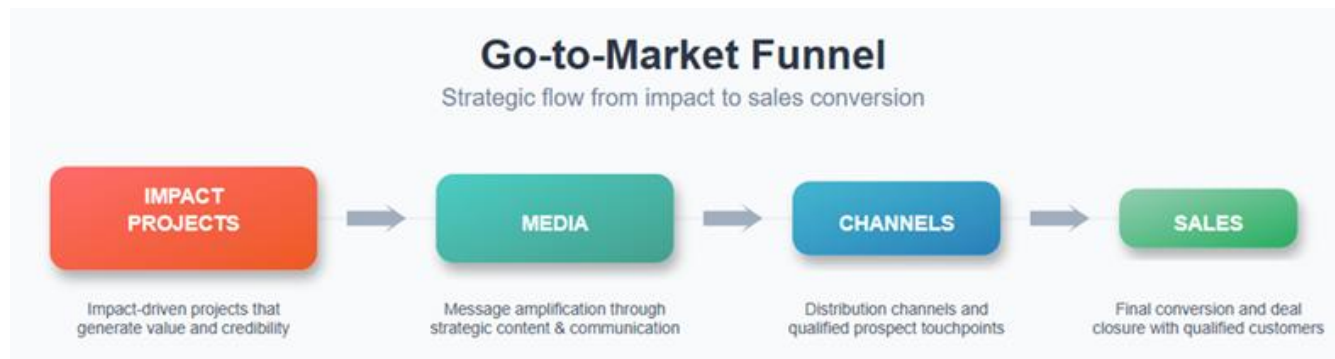 Go-to-Market Funnel
Strategic flow from impact to sales conversion
IMPACT
PROJECTS
MEDIA
CHANNELS
SALES
Impact-driven projects that
generate value and credibility
Message amplification through
strategic content & communication
Distribution channels and
qualified prospect touchpoints
Final conversion and deal
closure with qualified customers